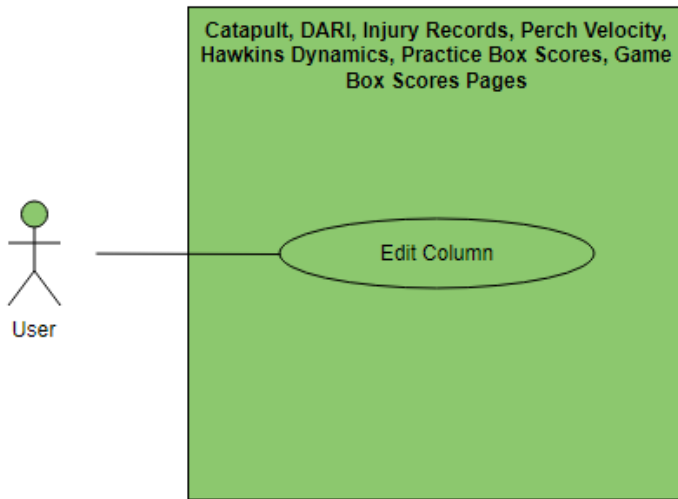 Catapult, DARI, Injury Records, Perch Velocity,
Hawkins Dynamics, Practice Box Scores, Game
Box Scores Pages
Edit Column
User